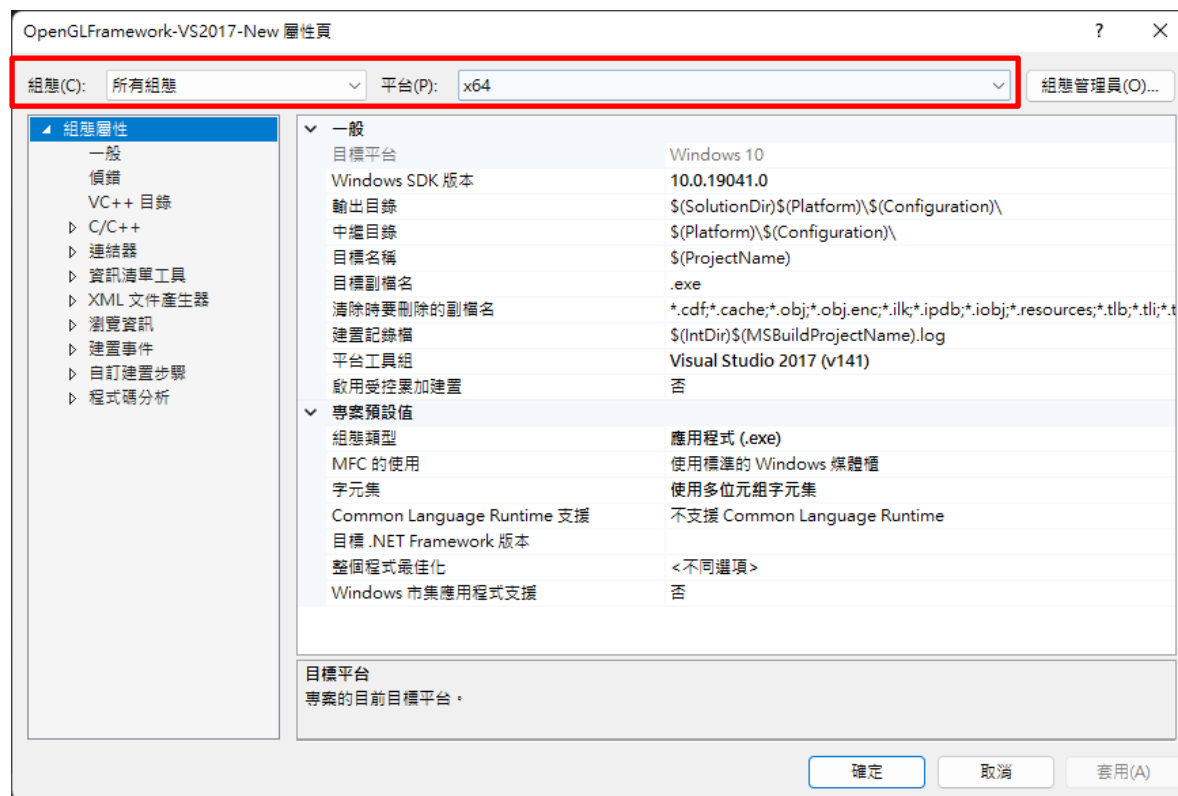 OpenGLFramework-VS2017-New 屬性頁
組態(C): 所有組態 平台(P): x64 組態管理員(O)...
組態屬性
一般
偵錯
VC++ 目錄
C/C++
連結器
資訊清單工具
XML 文件產生器
瀏覽資訊
建置事件
自訂建置步驟
程式碼分析
一般
目標平台 Windows 10
Windows SDK 版本 10.0.19041.0
輸出目錄 $(SolutionDir)$(Platform)\$(Configuration)\
中繼目錄 $(Platform)\$(Configuration)\
目標名稱 $(ProjectName)
目標副檔名 .exe
清除時要刪除的副檔名 *.cdf;*.cache;*.obj;*.obj.enc;*.ilk;*.ipdb;*.iobj;*.resources;*.tlb;*.tli;*.t
建置記錄檔 $(IntDir)$(MSBuildProjectName).log
平台工具組 Visual Studio 2017 (v141)
啟用受控累加建置 否
專案預設值
組態類型 應用程式 (.exe)
MFC 的使用 使用標準的 Windows 媒體櫃
字元集 使用多位元組字元集
Common Language Runtime 支援 不支援 Common Language Runtime
目標 .NET Framework 版本
整個程式最佳化 <不同選項>
Windows 市集應用程式支援 否
目標平台
專案的目前目標平台。
確定 取消 套用(A)